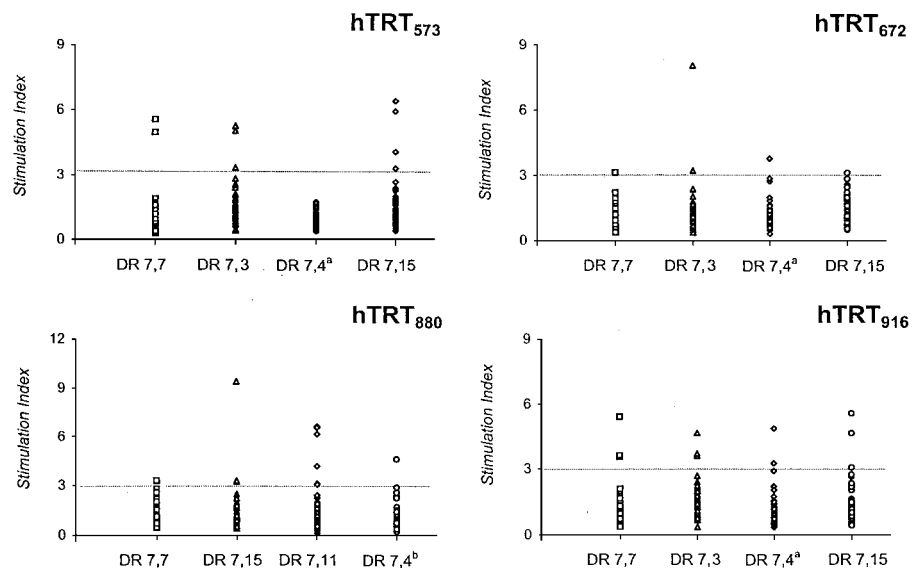 hTRT573
Stimulation Index
9
6
3
0
DR 7,7 DR 7,3 DR 7,4a DR 7,15
hTRT672
Stimulation Index
9
6
3
0
DR 7,7 DR 7,3 DR 7,4a DR 7,15
hTRT880
Stimulation Index
12
9
6
3
0
DR 7,7 DR 7,15 DR 7,11 DR 7,4b
hTRT916
Stimulation Index
9
6
3
0
DR 7,7 DR 7,3 DR 7,4a DR 7,15